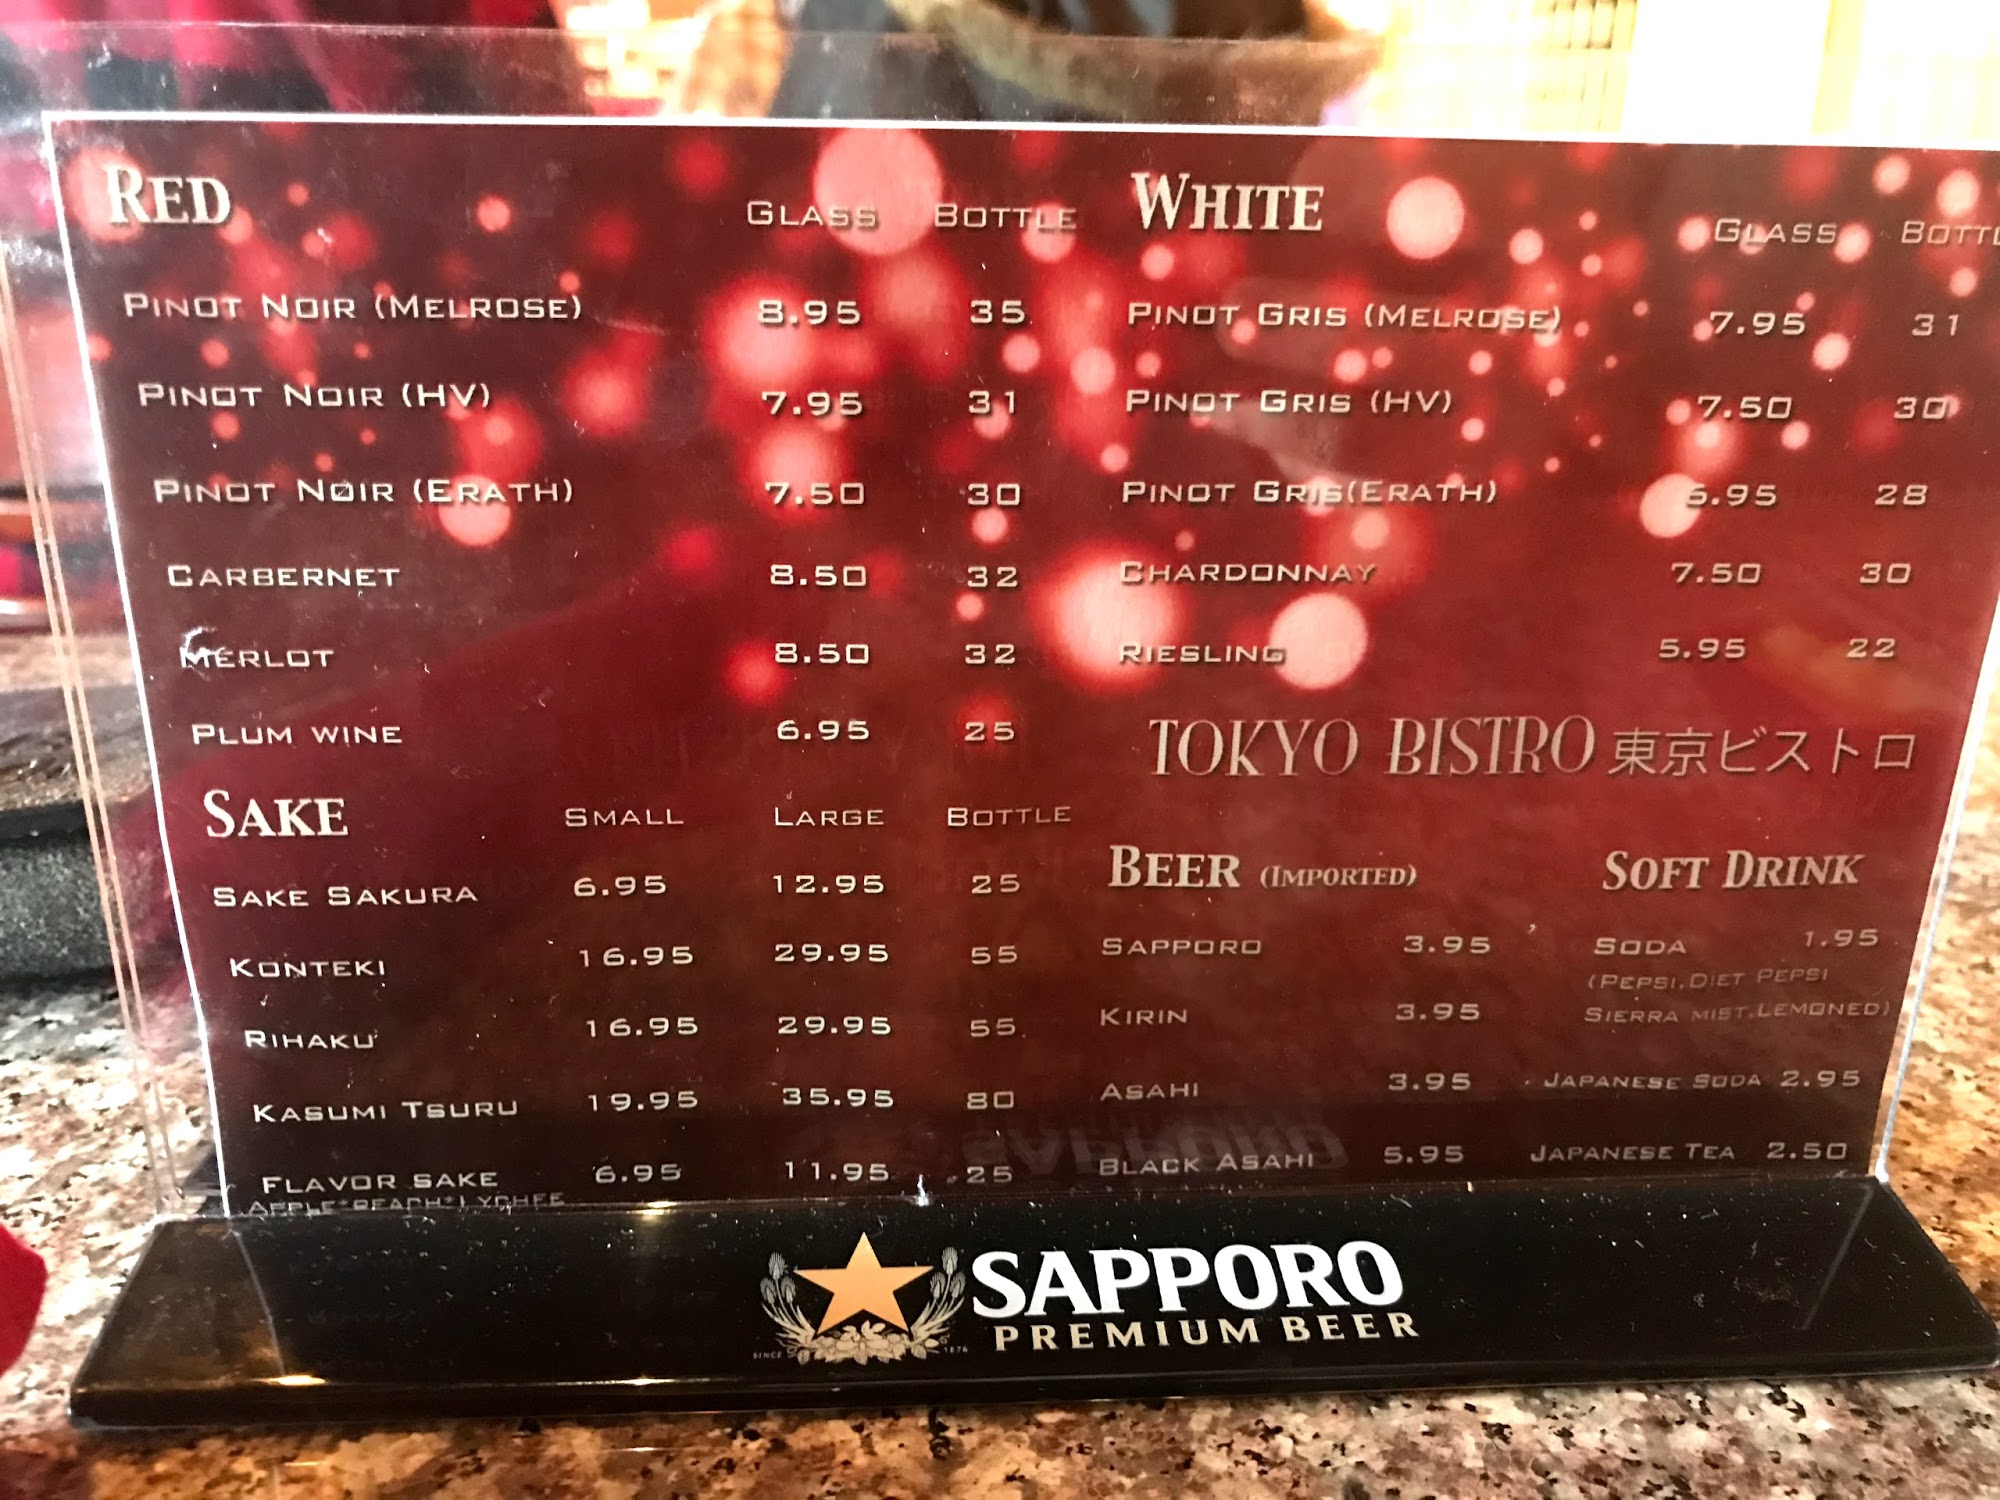 RED GLASS BOTTLE
PINOT NOIR (MELROSE) 8.95 35
PINOT NOIR (HV) 7.95 31
PINOT NOIR (ERATH) 7.50 30
CARBERNET 8.50 32
MERLOT 8.50 32
PLUM WINE 6.95 25
SAKE SMALL LARGE BOTTLE
SAKE SAKURA 6.95 12.95 25
KONTEKI 16.95 29.95 55
RIHAKU 16.95 29.95 55
KASUMI TSURU 19.95 35.95 80
FLAVOR SAKE 6.95 11.95 25
APPLE*PEACH*LYCHEE
WHITE GLASS
PINOT GRIS (MELROSE) 7.95 31
PINOT GRIS (HV) 7.50 30
PINOT GRIS(ERATH) 6.95 28
CHARDONNAY 7.50 30
RIESLING 5.95 22
TOKYO BISTRO 東京ビストロ
BEER (IMPORTED)
SAPPORO 3.95
KIRIN 3.95
ASAHI 3.95
BLACK ASAHI 5.95
SOFT DRINK
SODA 1.95
(PEPSI,DIET PEPSI
SIERRA MIST,LEMONED)
JAPANESE SODA 2.95
JAPANESE TEA 2.50
SINCE 1876
SAPPORO
PREMIUM BEER